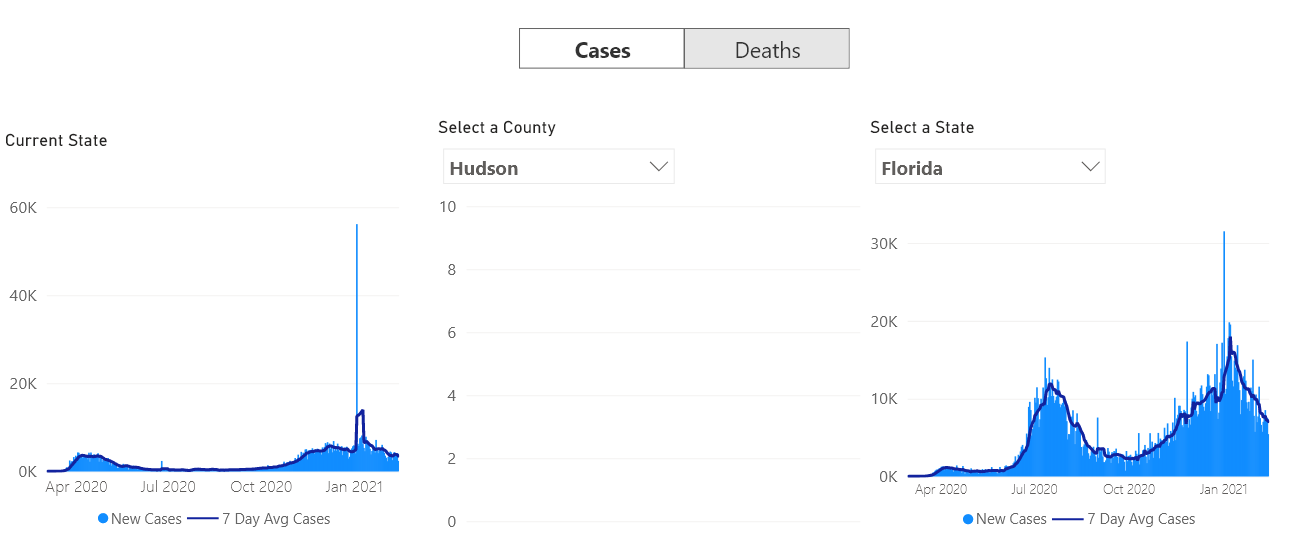 Cases
Deaths
Current State
60K
40K
20K
0K
Apr 2020 Jul 2020 Oct 2020 Jan 2021
New Cases 7 Day Avg Cases
Select a County
Hudson
10
8
6
4
2
0
Select a State
Florida
30K
20K
10K
0K
Apr 2020 Jul 2020 Oct 2020 Jan 2021
New Cases 7 Day Avg Cases